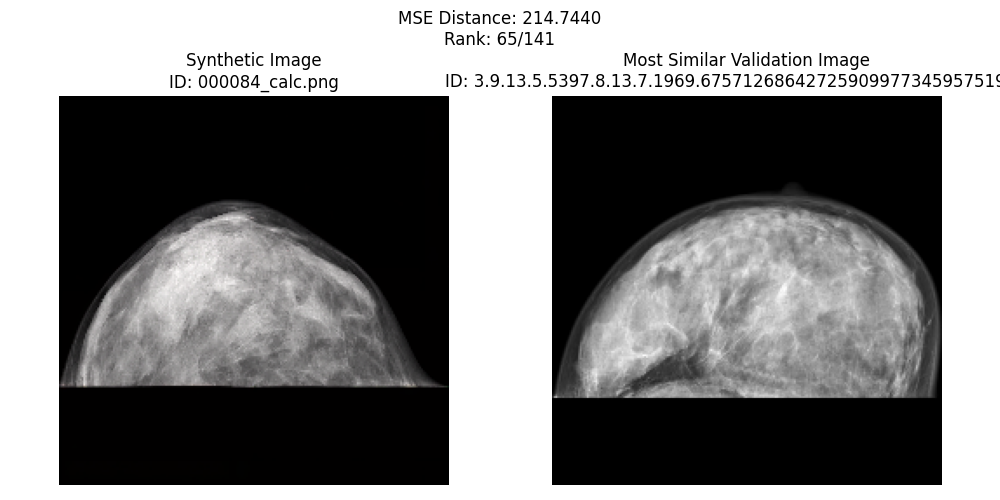 MSE Distance: 214.7440
Rank: 65/141
Synthetic Image
ID: 000084_calc.png
Most Similar Validation Image
ID: 3.9.13.5.5397.8.13.7.1969.6757126864272590997734595751​9